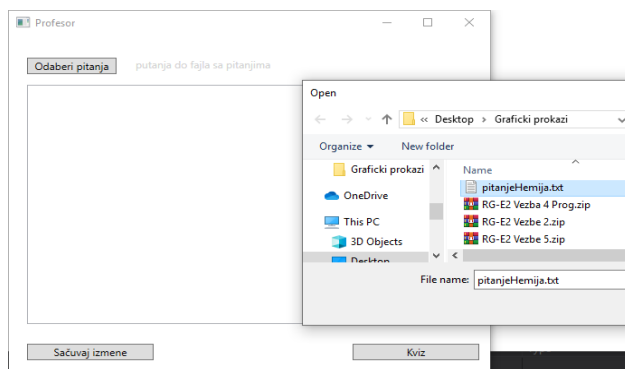 Profesor
Odaberi pitanja
putanja do fajla sa pitanjima
Open
« Desktop › Graficki prokazi
Organize
New folder
Graficki prokazi
OneDrive
This PC
3D Objects
Desktop
Name
pitanjeHemija.txt
RG-E2 Vezba 4 Prog.zip
RG-E2 Vezbe 2.zip
RG-E2 Vezbe 5.zip
File name: pitanjeHemija.txt
Sačuvaj izmene
Kviz